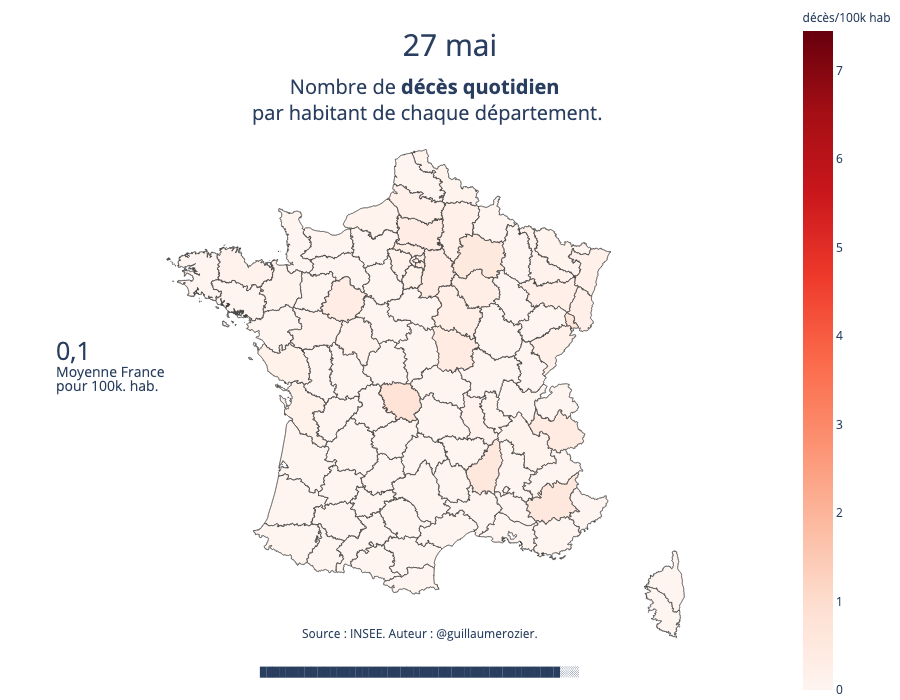 décès/100k hab
27 mai
Nombre de décès quotidien
par habitant de chaque département.
7
6
5
4
3
2
1
0
0,1
Moyenne France
pour 100k. hab.
Source : INSEE. Auteur : @guillaumerozier.